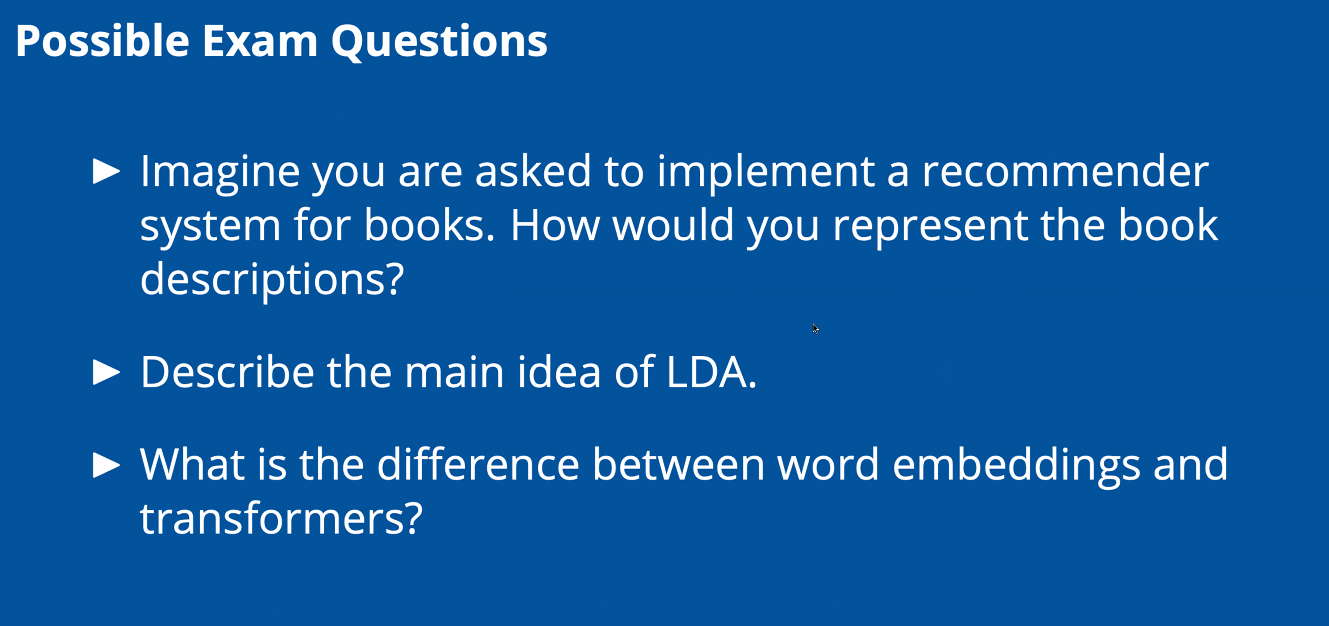 Possible Exam Questions
► Imagine you are asked to implement a recommender
system for books. How would you represent the book
descriptions?
► Describe the main idea of LDA.
► What is the difference between word embeddings and
transformers?